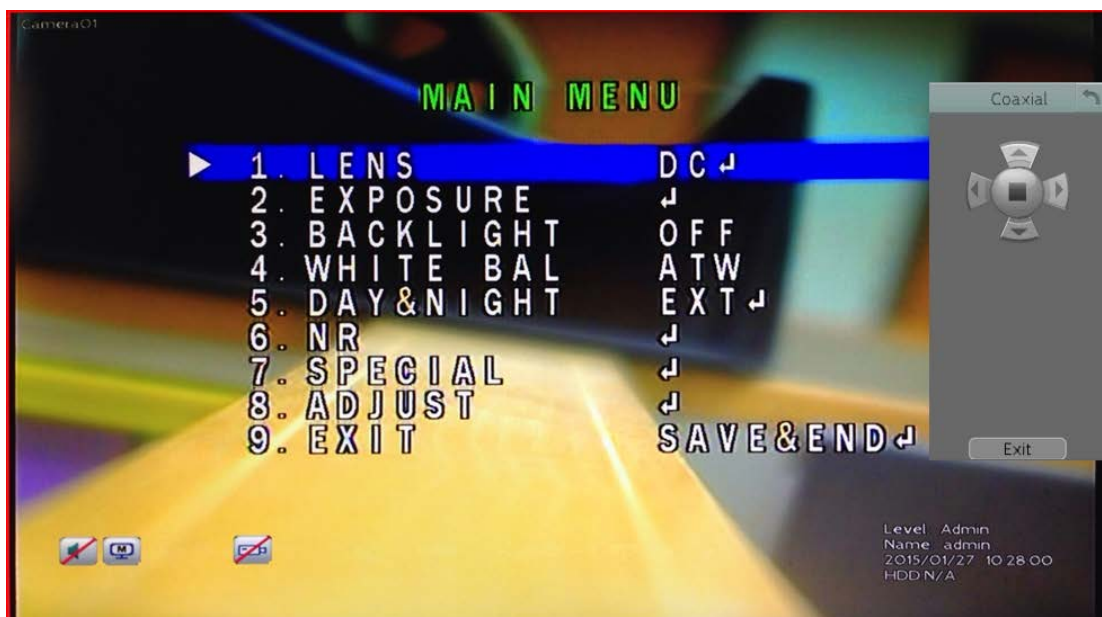 Camera01
MAIN MENU
Coaxial
1. LENS DC↲
2. EXPOSURE ↲
3. BACKLIGHT OFF
4. WHITE BAL ATW
5. DAY&NIGHT EXT↲
6. NR ↲
7. SPECIAL ↲
8. ADJUST ↲
9. EXIT SAVE&END↲
Exit
M
Level Admin
Name admin
2015/01/27 10:28:00
HDD N/A